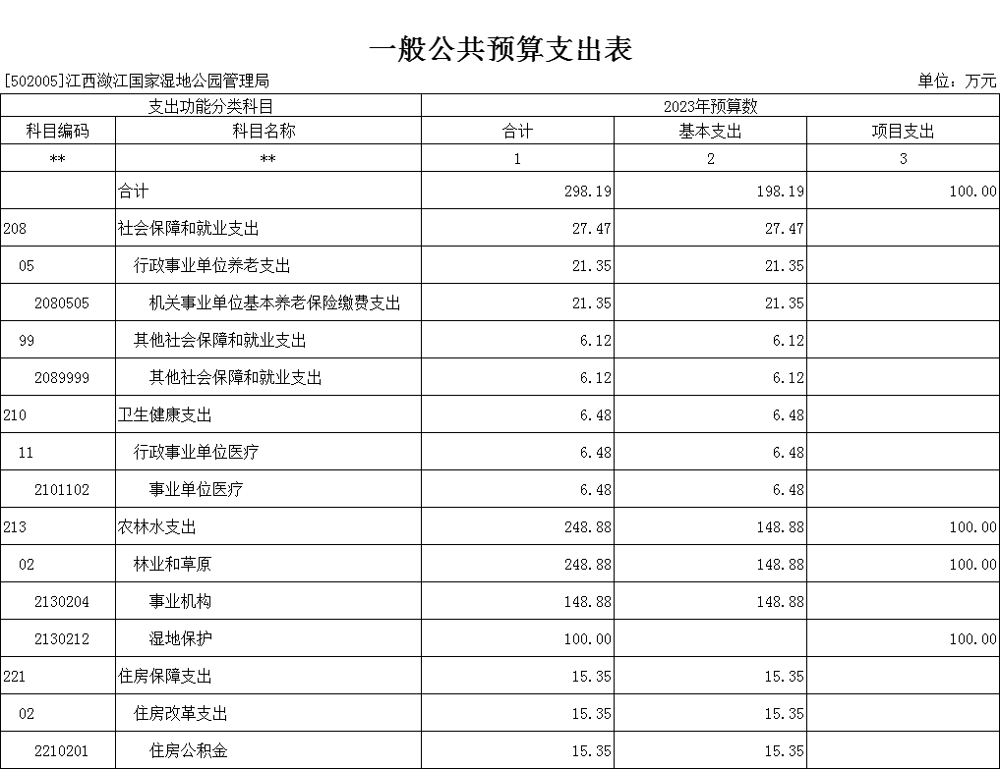 一般公共预算支出表
[502005]江西潋江国家湿地公园管理局 单位：万元
支出功能分类科目 2023年预算数
科目编码 科目名称 合计 基本支出 项目支出
** ** 1 2 3
合计 298.19 198.19 100.00
208 社会保障和就业支出 27.47 27.47
05 行政事业单位养老支出 21.35 21.35
2080505 机关事业单位基本养老保险缴费支出 21.35 21.35
99 其他社会保障和就业支出 6.12 6.12
2089999 其他社会保障和就业支出 6.12 6.12
210 卫生健康支出 6.48 6.48
11 行政事业单位医疗 6.48 6.48
2101102 事业单位医疗 6.48 6.48
213 农林水支出 248.88 148.88 100.00
02 林业和草原 248.88 148.88 100.00
2130204 事业机构 148.88 148.88
2130212 湿地保护 100.00 100.00
221 住房保障支出 15.35 15.35
02 住房改革支出 15.35 15.35
2210201 住房公积金 15.35 15.35